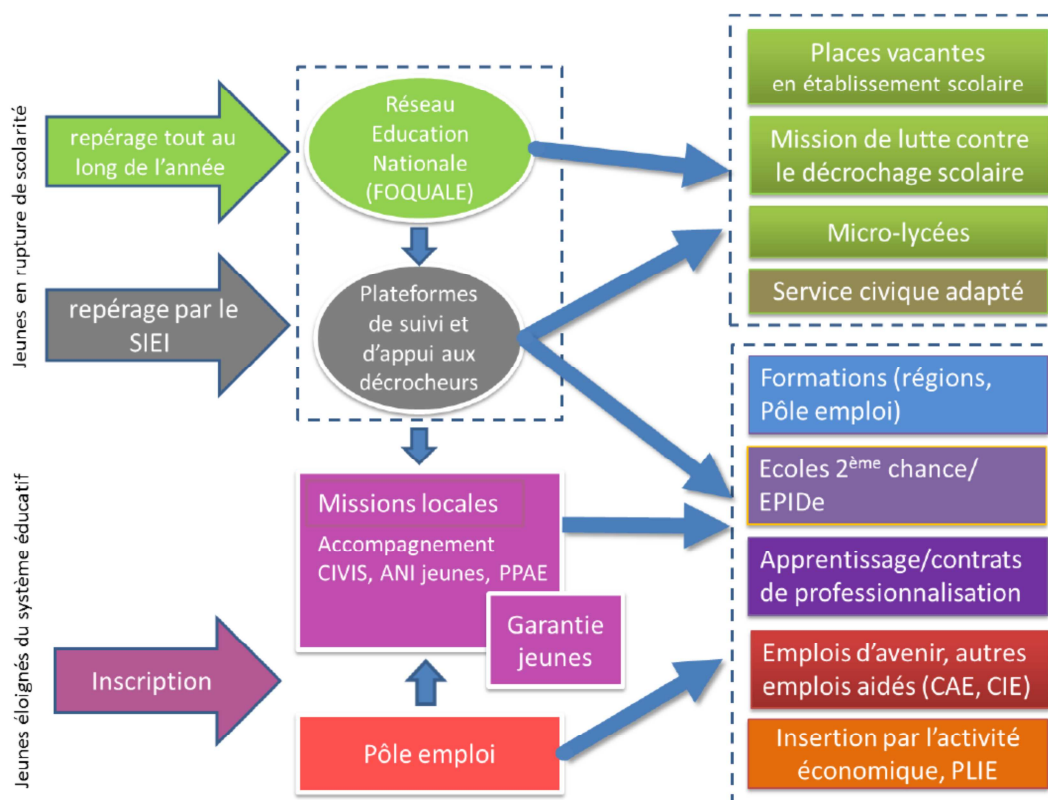 Jeunes en rupture de scolarité
repérage tout au
long de l'année
Réseau
Education
Nationale
(FOQUALE)
Places vacantes
en établissement scolaire
Mission de lutte contre
le décrochage scolaire
Micro-lycées
Service civique adapté
repérage par le
SIEI
Plateformes
de suivi et
d'appui aux
décrocheurs
Formations (régions,
Pôle emploi)
Ecoles 2ème chance/
EPIDe
Apprentissage/contrats
de professionnalisation
Emplois d'avenir, autres
emplois aidés (CAE, CIE)
Insertion par l'activité
économique, PLIE
Jeunes éloignés du système éducatif
Missions locales
Accompagnement
CIVIS, ANI jeunes, PPAE
Garantie
jeunes
Inscription
Pôle emploi